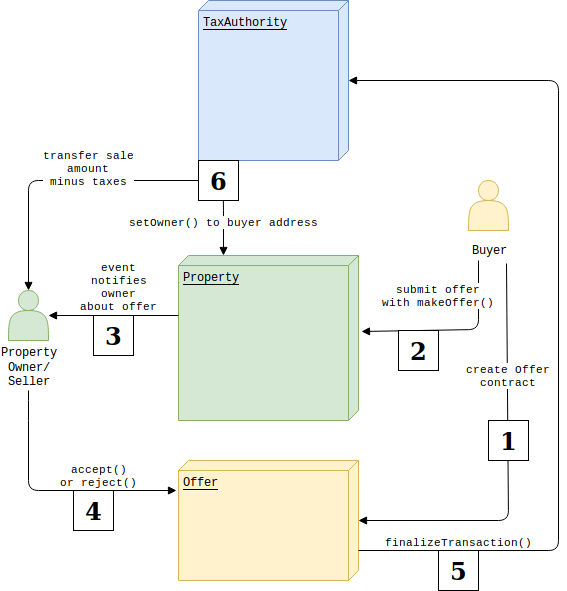 TaxAuthority
transfer sale
amount
minus taxes
6
setOwner() to buyer address
Buyer
event
notifies
owner
about offer
3
Property
submit offer
with makeOffer()
2
Property
Owner/
Seller
create Offer
contract
1
accept()
or reject()
4
Offer
finalizeTransaction()
5